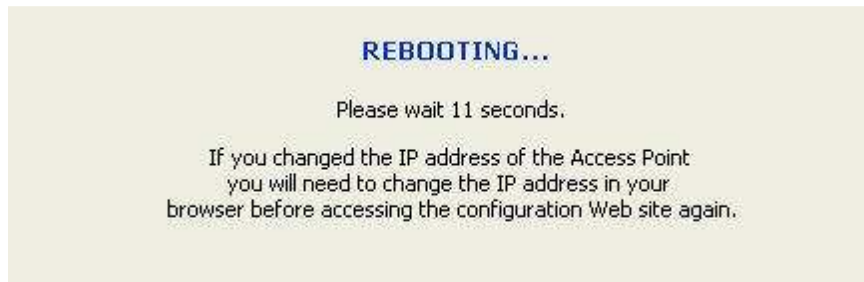 REBOOTING...
Please wait 11 seconds.
If you changed the IP address of the Access Point
you will need to change the IP address in your
browser before accessing the configuration Web site again.